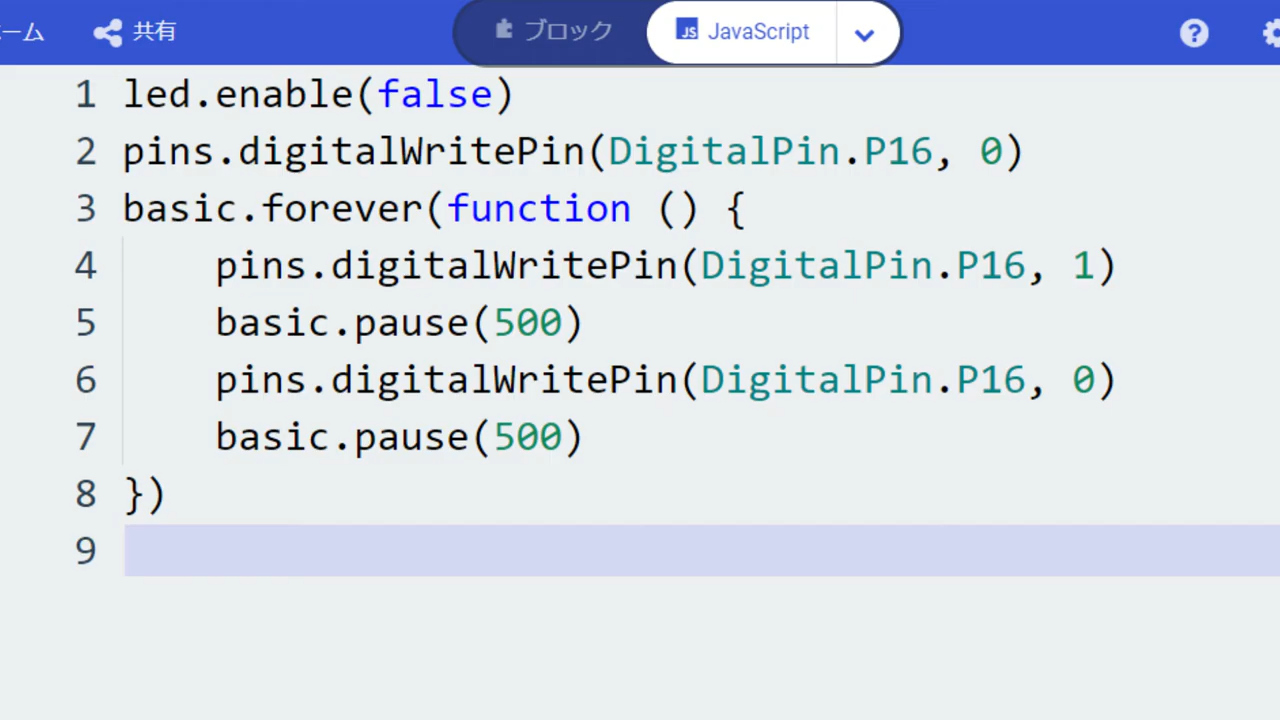 ーム 共有 ブロック JS JavaScript ?
1 led.enable(false)
2 pins.digitalWritePin(DigitalPin.P16, 0)
3 basic.forever(function () {
4     pins.digitalWritePin(DigitalPin.P16, 1)
5     basic.pause(500)
6     pins.digitalWritePin(DigitalPin.P16, 0)
7     basic.pause(500)
8 })
9